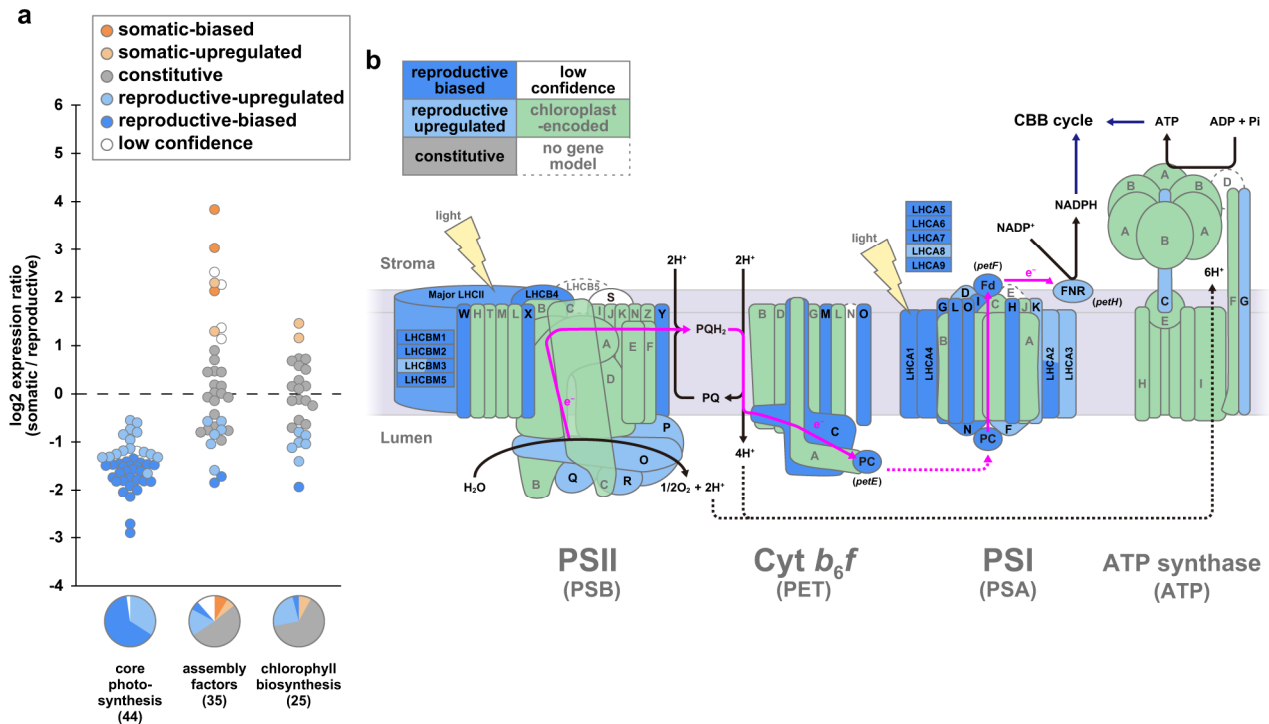 a
somatic-biased
somatic-upregulated
constitutive
reproductive-upregulated
reproductive-biased
low confidence
log2 expression ratio
(somatic / reproductive)
6
5
4
3
2
1
0
-1
-2
-3
-4
core
photo-
synthesis
(44)
assembly
factors
(35)
chlorophyll
biosynthesis
(25)
b
reproductive
biased
low
confidence
reproductive
upregulated
chloroplast
-encoded
constitutive
no gene
model
CBB cycle
ATP
ADP + Pi
NADPH
NADP+
light
light
Stroma
Lumen
Major LHCII
LHCB4
LHCB5
LHCBM1
LHCBM2
LHCBM3
LHCBM5
W
H
T
M
L
X
B
C
I
S
J
K
N
Z
Y
A
E
F
D
P
O
Q
R
B
C
e-
H2O
1/2O2 + 2H+
2H+
2H+
PQH2
PQ
4H+
B
D
G
M
L
N
O
C
A
e-
PC
(petE)
LHCA5
LHCA6
LHCA7
LHCA8
LHCA9
LHCA1
LHCA4
G
L
O
D
I
C
E
H
J
K
B
A
N
F
LHCA2
LHCA3
(petF)
Fd
e-
FNR
(petH)
PC
6H+
A
B
B
A
A
B
D
C
E
H
I
F
G
PSII
(PSB)
Cyt b6f
(PET)
PSI
(PSA)
ATP synthase
(ATP)